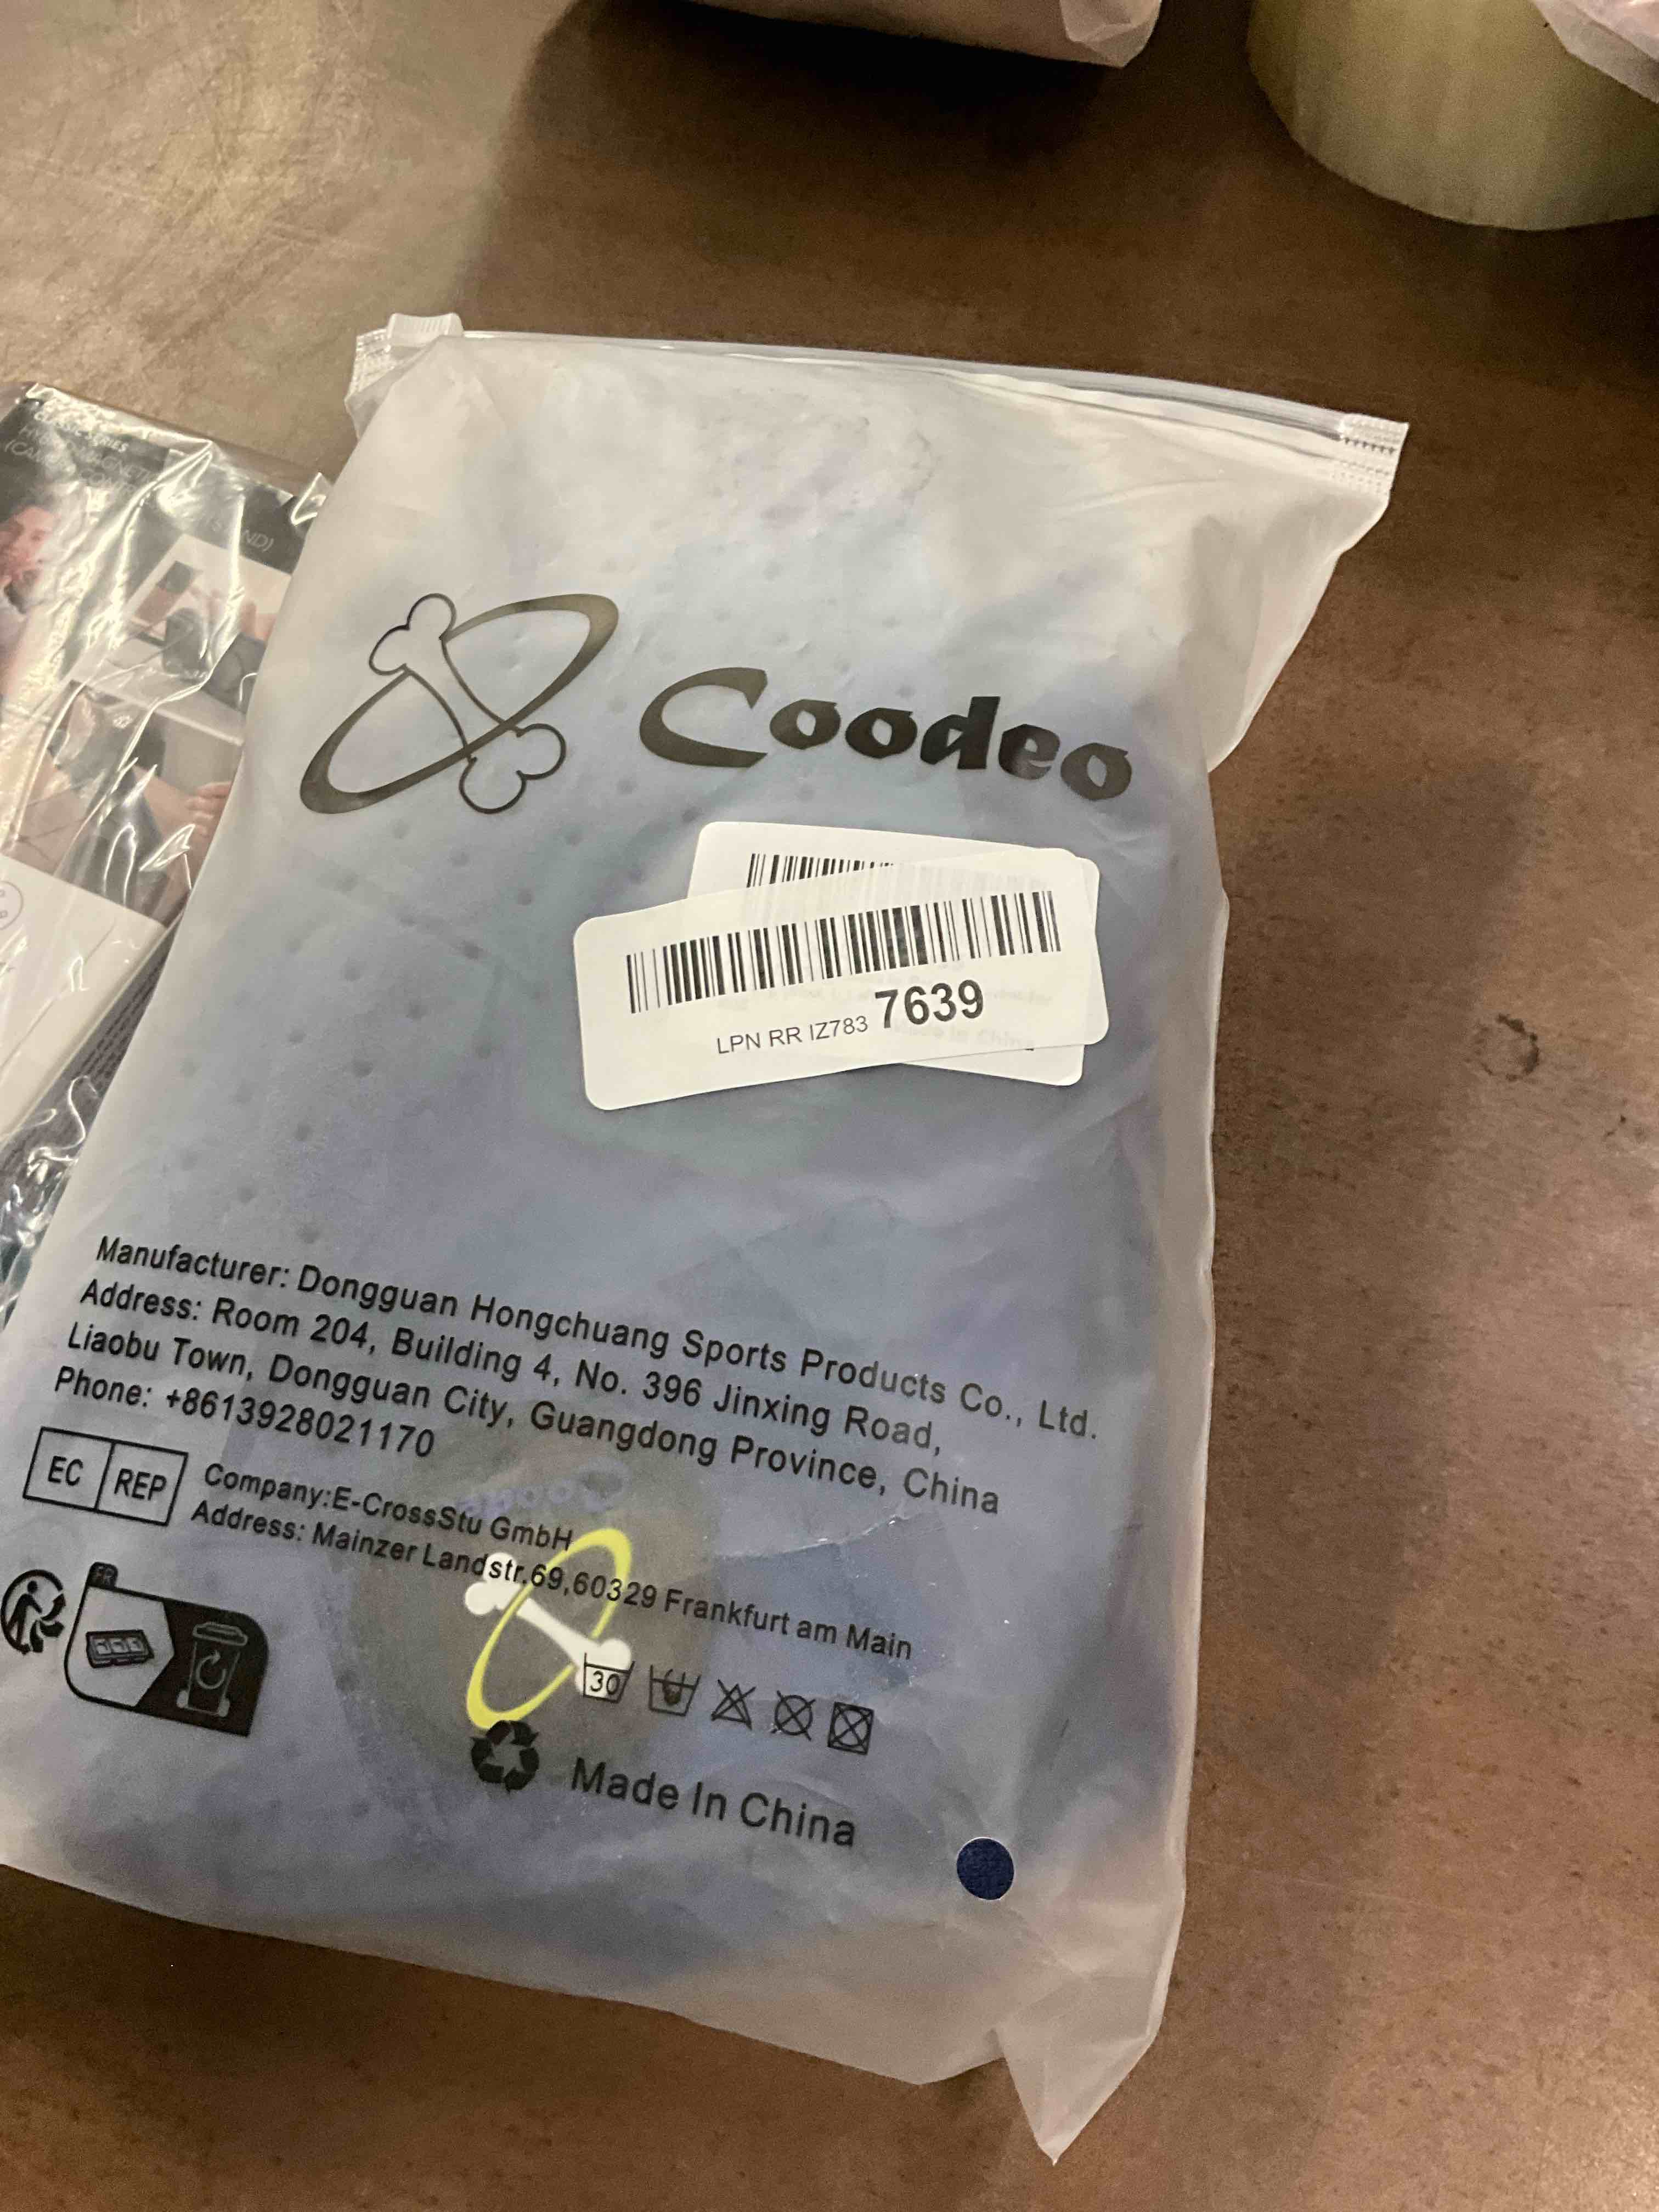 Coodeo
LPN RR IZ783 7639
Manufacturer: Dongguan Hongchuang Sports Products Co., Ltd.
Address: Room 204, Building 4, No. 396 Jinxing Road,
Liaobu Town, Dongguan City, Guangdong Province, China
Phone: +8613928021170
EC REP
Company:E-CrossStu GmbH
Address: Mainzer Landstr.69,60329 Frankfurt am Main
FR
30
Made In China
SERIES